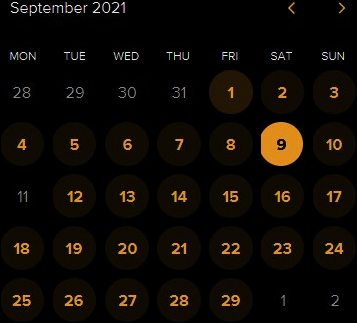 September 2021
MON TUE WED THU FRI SAT SUN
28 29 30 31 1 2 3
4 5 6 7 8 9 10
11 12 13 14 15 16 17
18 19 20 21 22 23 24
25 26 27 28 29 1 2